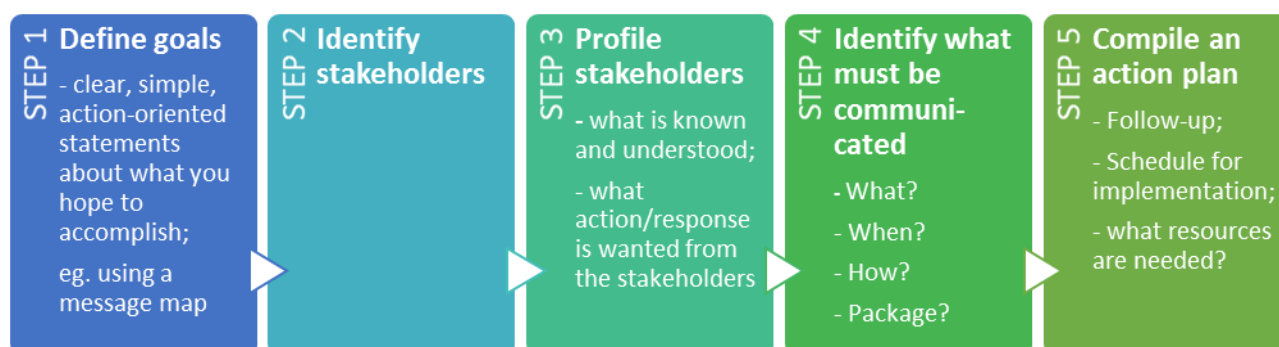 STEP 1
Define goals
- clear, simple,
action-oriented
statements
about what you
hope to
accomplish;
eg. using a
message map
STEP 2
Identify
stakeholders
STEP 3
Profile
stakeholders
- what is known
and understood;
- what
action/response
is wanted from
the stakeholders
STEP 4
Identify what
must be
communi-
cated
- What?
- When?
- How?
- Package?
STEP 5
Compile an
action plan
- Follow-up;
- Schedule for
implementation;
- what resources
are needed?